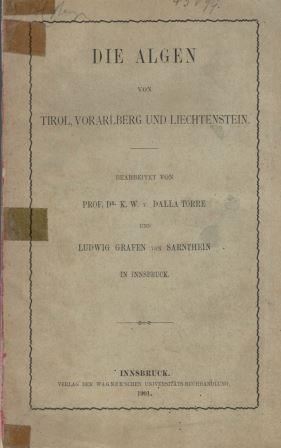 DIE ALGEN
VON
TIROL, VORARLBERG UND LIECHTENSTEIN.
BEARBEITET VON
PROF. DR. K. W. V. DALLA TORRE
UND
LUDWIG GRAFEN VON SARNTHEIN
IN INNSBRUCK.
INNSBRUCK.
VERLAG DER WAGNER'SCHEN UNIVERSITÄTS-BUCHHANDLUNG.
1901.